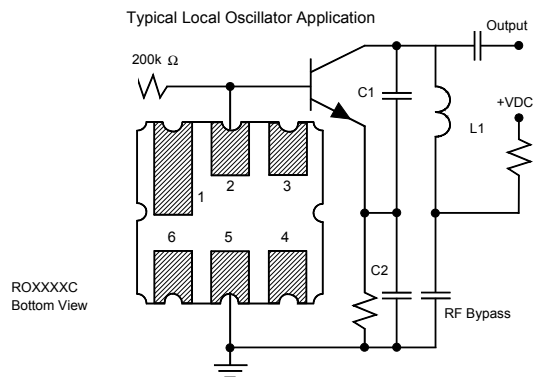 Typical Local Oscillator Application
Output
200k Ω
C1
+VDC
L1
1
2
3
6
5
4
C2
ROXXXXC
Bottom View
RF Bypass